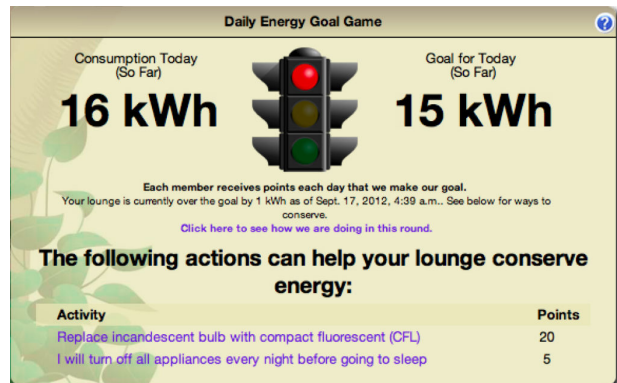 Daily Energy Goal Game
?
Consumption Today
(So Far)
16 kWh
Goal for Today
(So Far)
15 kWh
Each member receives points each day that we make our goal.
Your lounge is currently over the goal by 1 kWh as of Sept. 17, 2012, 4:39 a.m.. See below for ways to
conserve.
Click here to see how we are doing in this round.
The following actions can help your lounge conserve
energy:
Activity Points
Replace incandescent bulb with compact fluorescent (CFL) 20
I will turn off all appliances every night before going to sleep 5